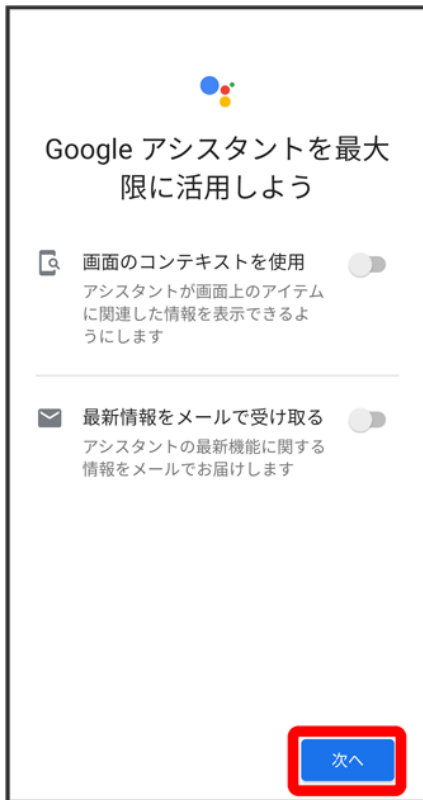 Google アシスタントを最大
限に活用しよう
画面のコンテキストを使用
アシスタントが画面上のアイテム
に関連した情報を表示できるよ
うにします
最新情報をメールで受け取る
アシスタントの最新機能に関する
情報をメールでお届けします
次へ